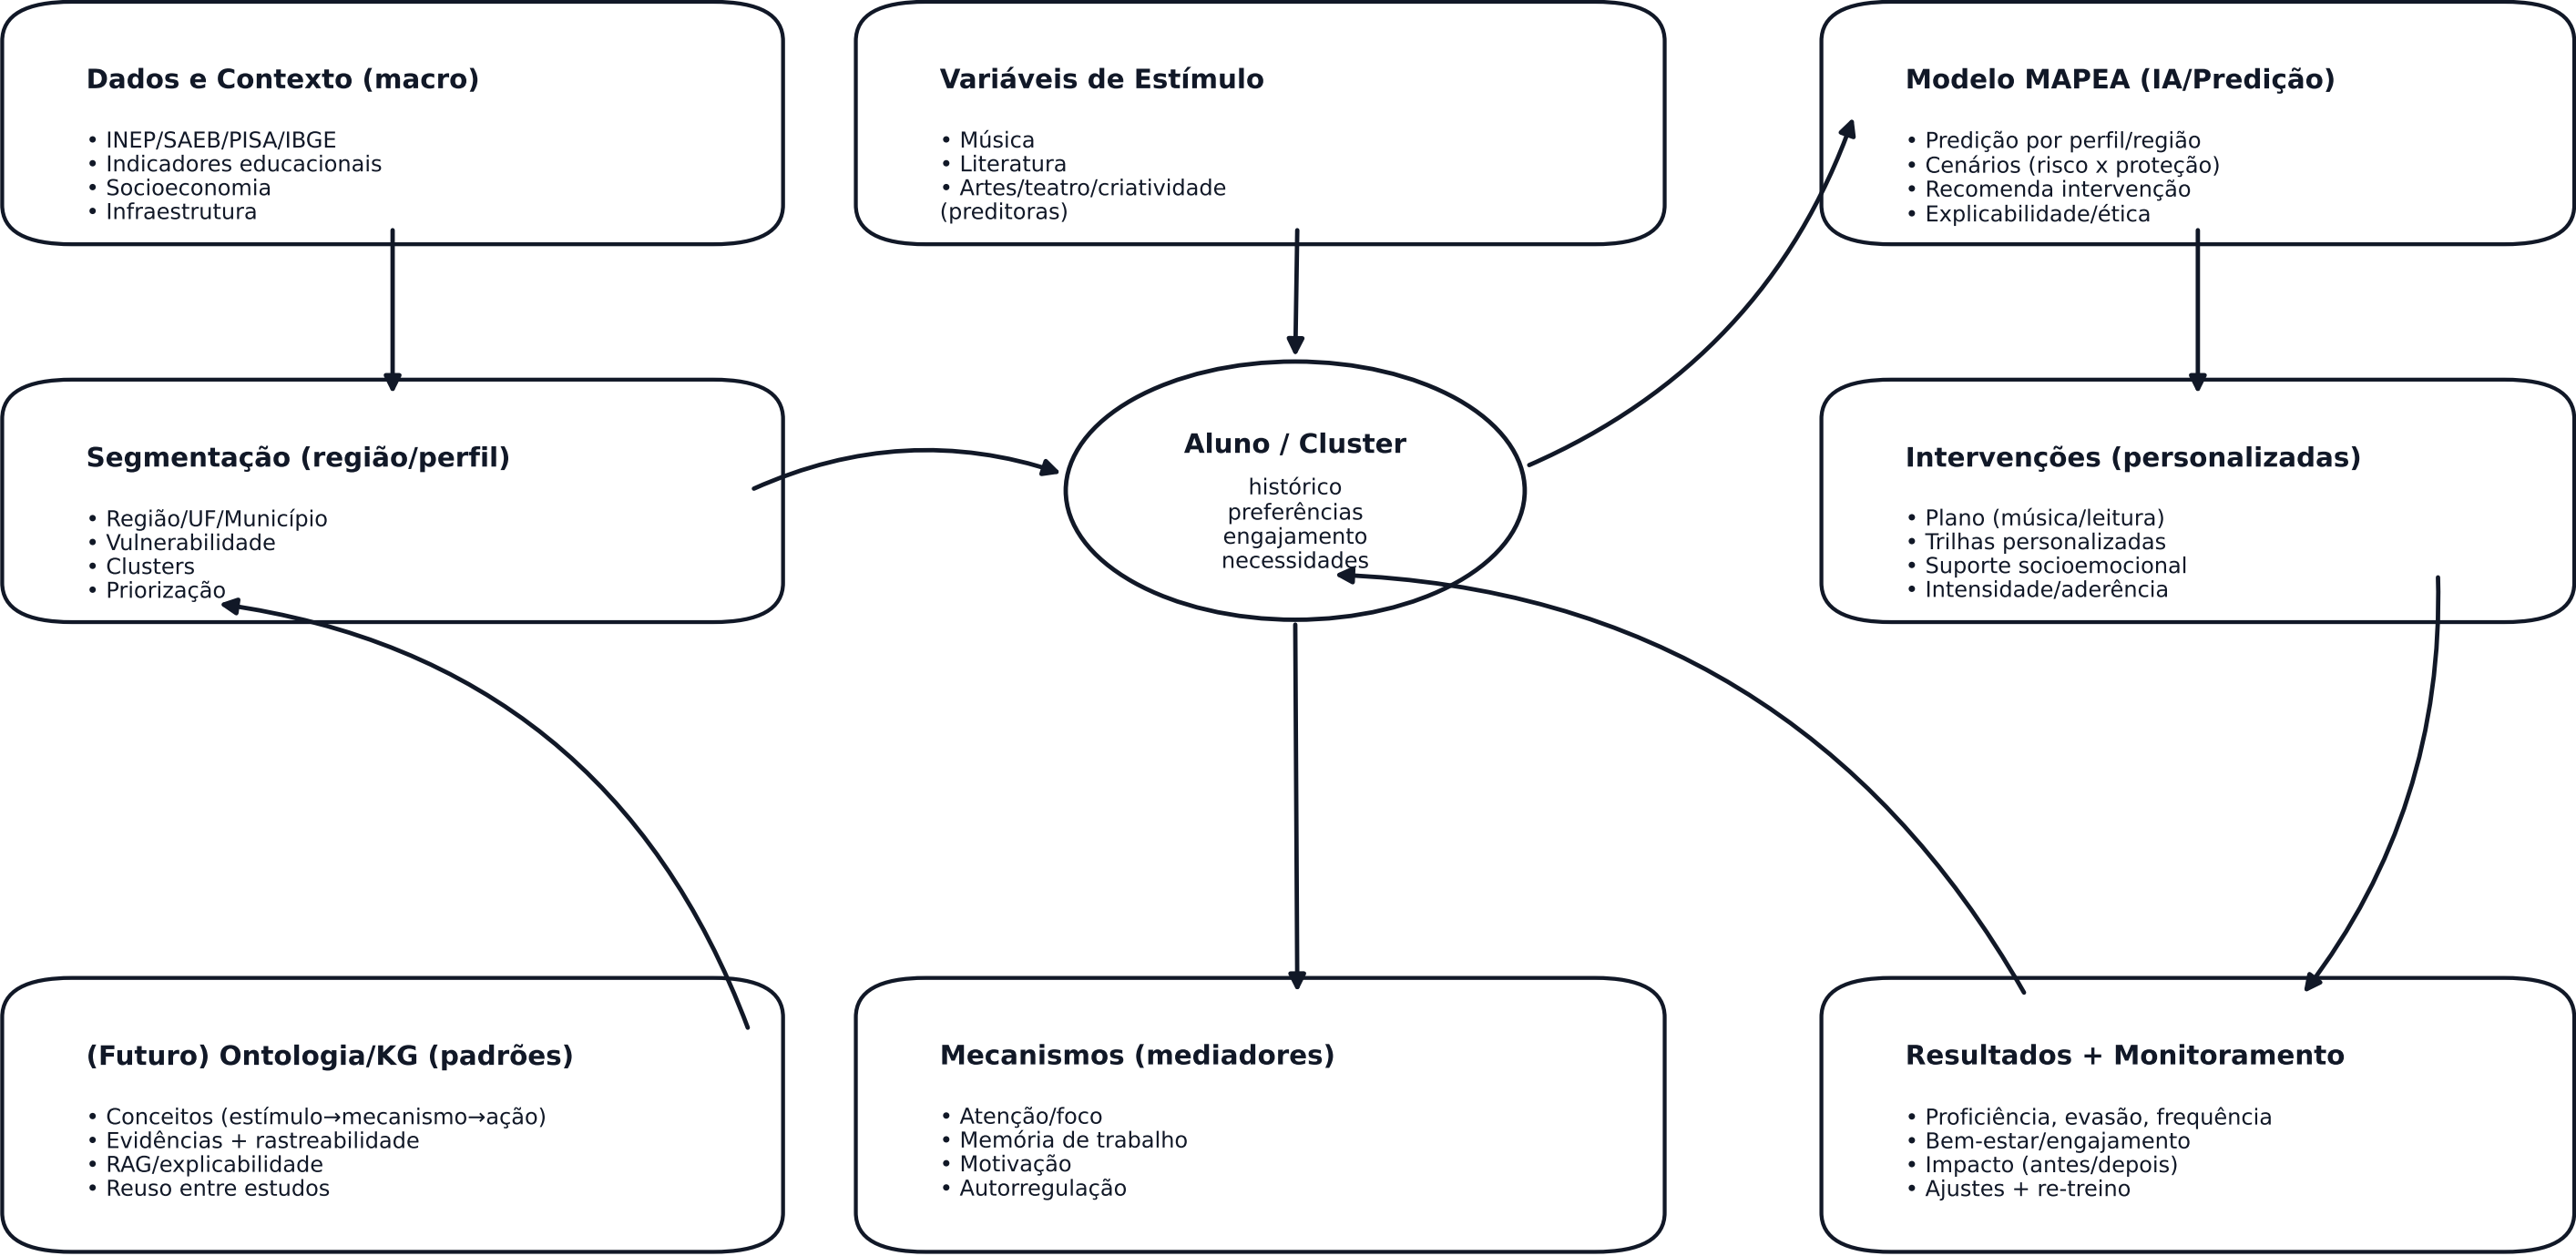 Dados e Contexto (macro)
• INEP/SAEB/PISA/IBGE
• Indicadores educacionais
• Socioeconomia
• Infraestrutura
Variáveis de Estímulo
• Música
• Literatura
• Artes/teatro/criatividade
(preditoras)
Modelo MAPEA (IA/Predição)
• Predição por perfil/região
• Cenários (risco x proteção)
• Recomenda intervenção
• Explicabilidade/ética
Segmentação (região/perfil)
• Região/UF/Município
• Vulnerabilidade
• Clusters
• Priorização
Aluno / Cluster
histórico
preferências
engajamento
necessidades
Intervenções (personalizadas)
• Plano (música/leitura)
• Trilhas personalizadas
• Suporte socioemocional
• Intensidade/aderência
(Futuro) Ontologia/KG (padrões)
• Conceitos (estímulo→mecanismo→ação)
• Evidências + rastreabilidade
• RAG/explicabilidade
• Reuso entre estudos
Mecanismos (mediadores)
• Atenção/foco
• Memória de trabalho
• Motivação
• Autorregulação
Resultados + Monitoramento
• Proficiência, evasão, frequência
• Bem-estar/engajamento
• Impacto (antes/depois)
• Ajustes + re-treino